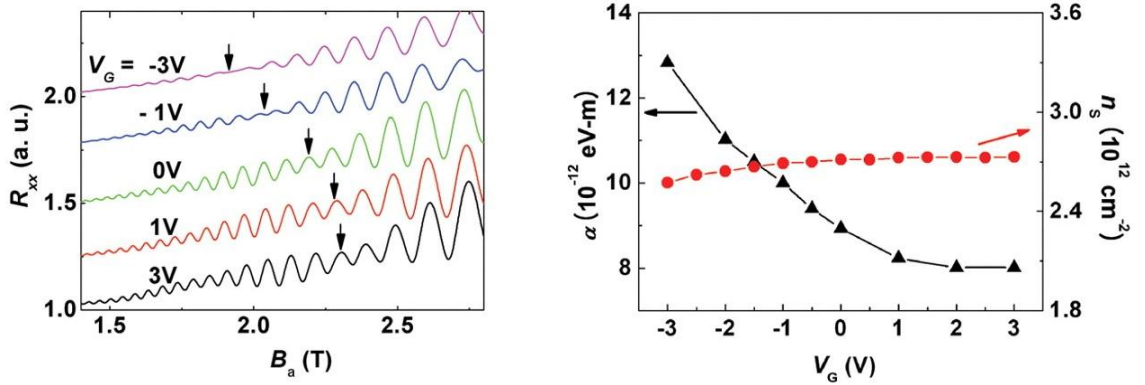 V_G = -3V
- 1V
0V
1V
3V
2.0
1.5
1.0
1.5 2.0 2.5
R_xx (a. u.)
B_a (T)
14
12
10
8
α (10^-12 eV-m)
3.6
3.0
2.4
1.8
n_s (10^12 cm^-2)
-3 -2 -1 0 1 2 3
V_G (V)